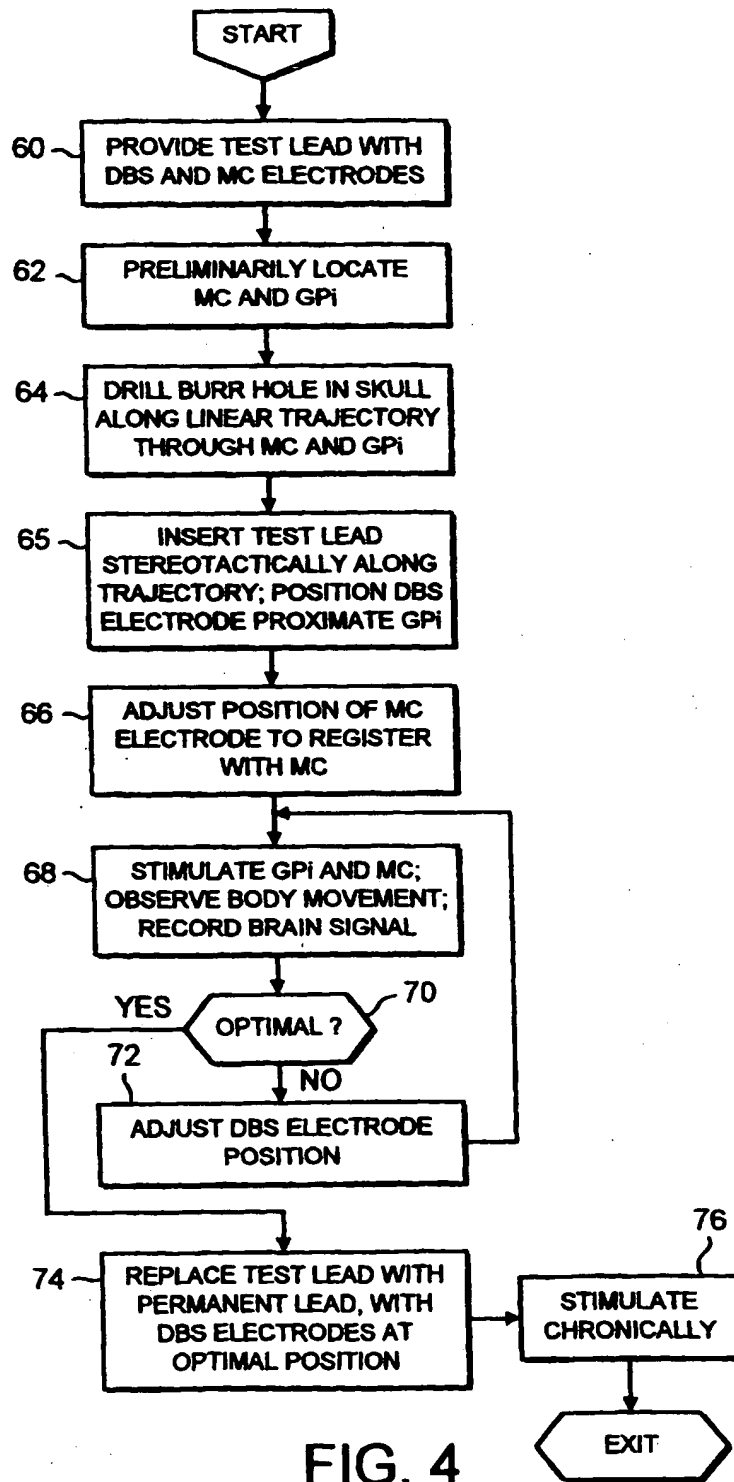 START
60
PROVIDE TEST LEAD WITH
DBS AND MC ELECTRODES
62
PRELIMINARILY LOCATE
MC AND GPi
64
DRILL BURR HOLE IN SKULL
ALONG LINEAR TRAJECTORY
THROUGH MC AND GPi
65
INSERT TEST LEAD
STEREOTACTICALLY ALONG
TRAJECTORY; POSITION DBS
ELECTRODE PROXIMATE GPi
66
ADJUST POSITION OF MC
ELECTRODE TO REGISTER
WITH MC
68
STIMULATE GPi AND MC;
OBSERVE BODY MOVEMENT;
RECORD BRAIN SIGNAL
YES
OPTIMAL ?
70
NO
72
ADJUST DBS ELECTRODE
POSITION
74
REPLACE TEST LEAD WITH
PERMANENT LEAD, WITH
DBS ELECTRODES AT
OPTIMAL POSITION
76
STIMULATE
CHRONICALLY
EXIT
FIG. 4